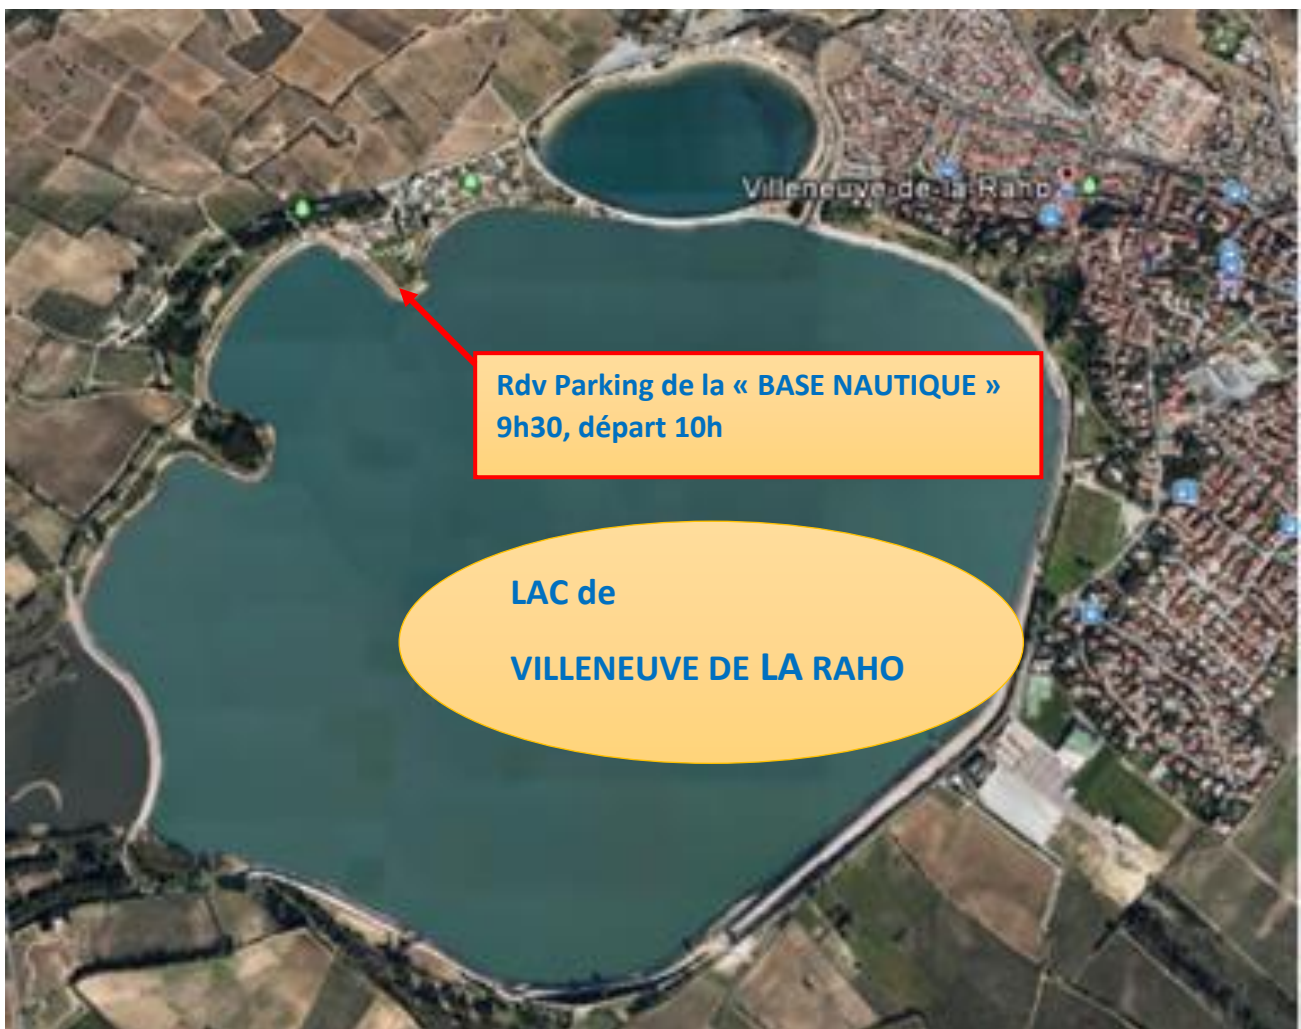 Villeneuve-de-la-Raho
Rdv Parking de la « BASE NAUTIQUE »
9h30, départ 10h
LAC de
VILLENEUVE DE LA RAHO